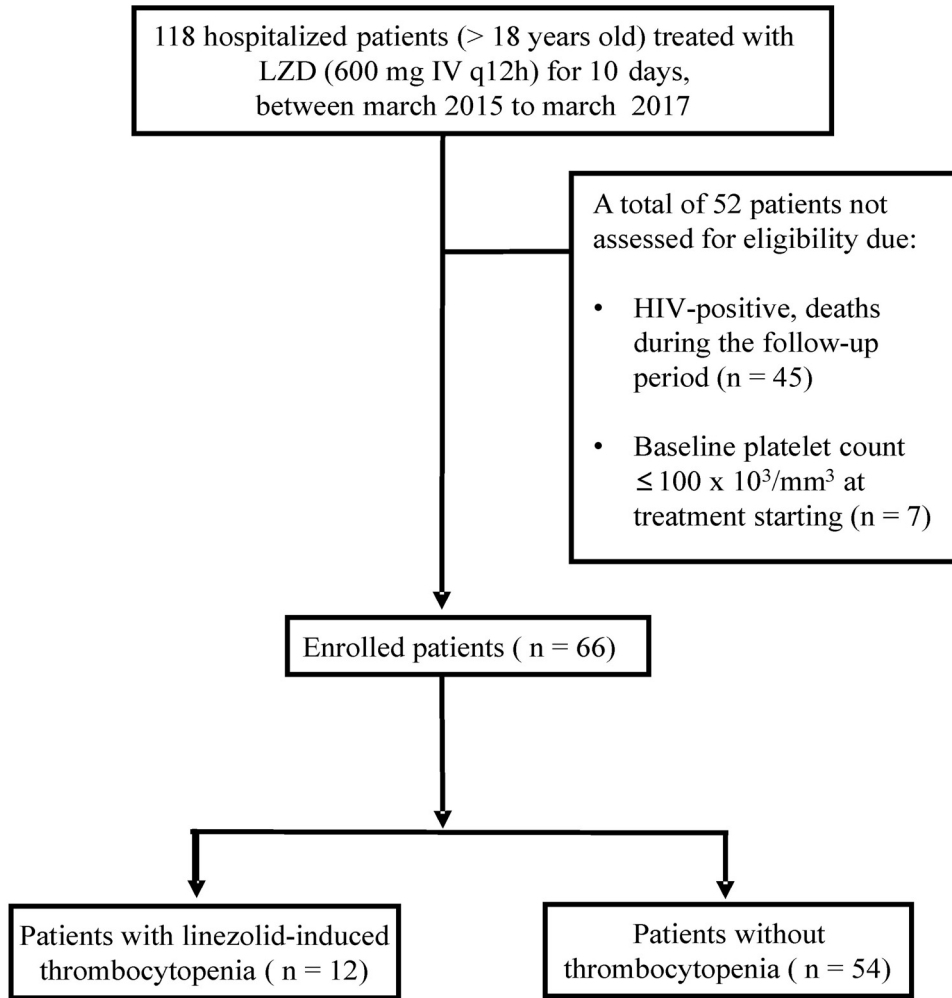 118 hospitalized patients (> 18 years old) treated with
LZD (600 mg IV q12h) for 10 days,
between march 2015 to march 2017
A total of 52 patients not
assessed for eligibility due:
• HIV-positive, deaths
during the follow-up
period (n = 45)
• Baseline platelet count
≤ 100 x 10³/mm³ at
treatment starting (n = 7)
Enrolled patients ( n = 66)
Patients with linezolid-induced
thrombocytopenia ( n = 12)
Patients without
thrombocytopenia ( n = 54)